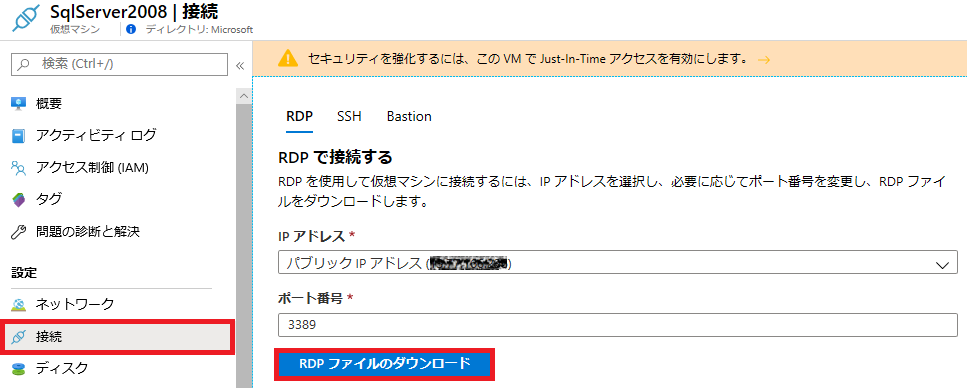 SqlServer2008 | 接続
仮想マシン
ディレクトリ: Microsoft
検索 (Ctrl+/)
«
概要
アクティビティ ログ
アクセス制御 (IAM)
タグ
問題の診断と解決
設定
ネットワーク
接続
ディスク
セキュリティを強化するには、この VM で Just-In-Time アクセスを有効にします。 →
RDP SSH Bastion
RDP で接続する
RDP を使用して仮想マシンに接続するには、IP アドレスを選択し、必要に応じてポート番号を変更し、RDP ファイ
ルをダウンロードします。
IP アドレス *
パブリック IP アドレス ( )
ポート番号 *
3389
RDP ファイルのダウンロード